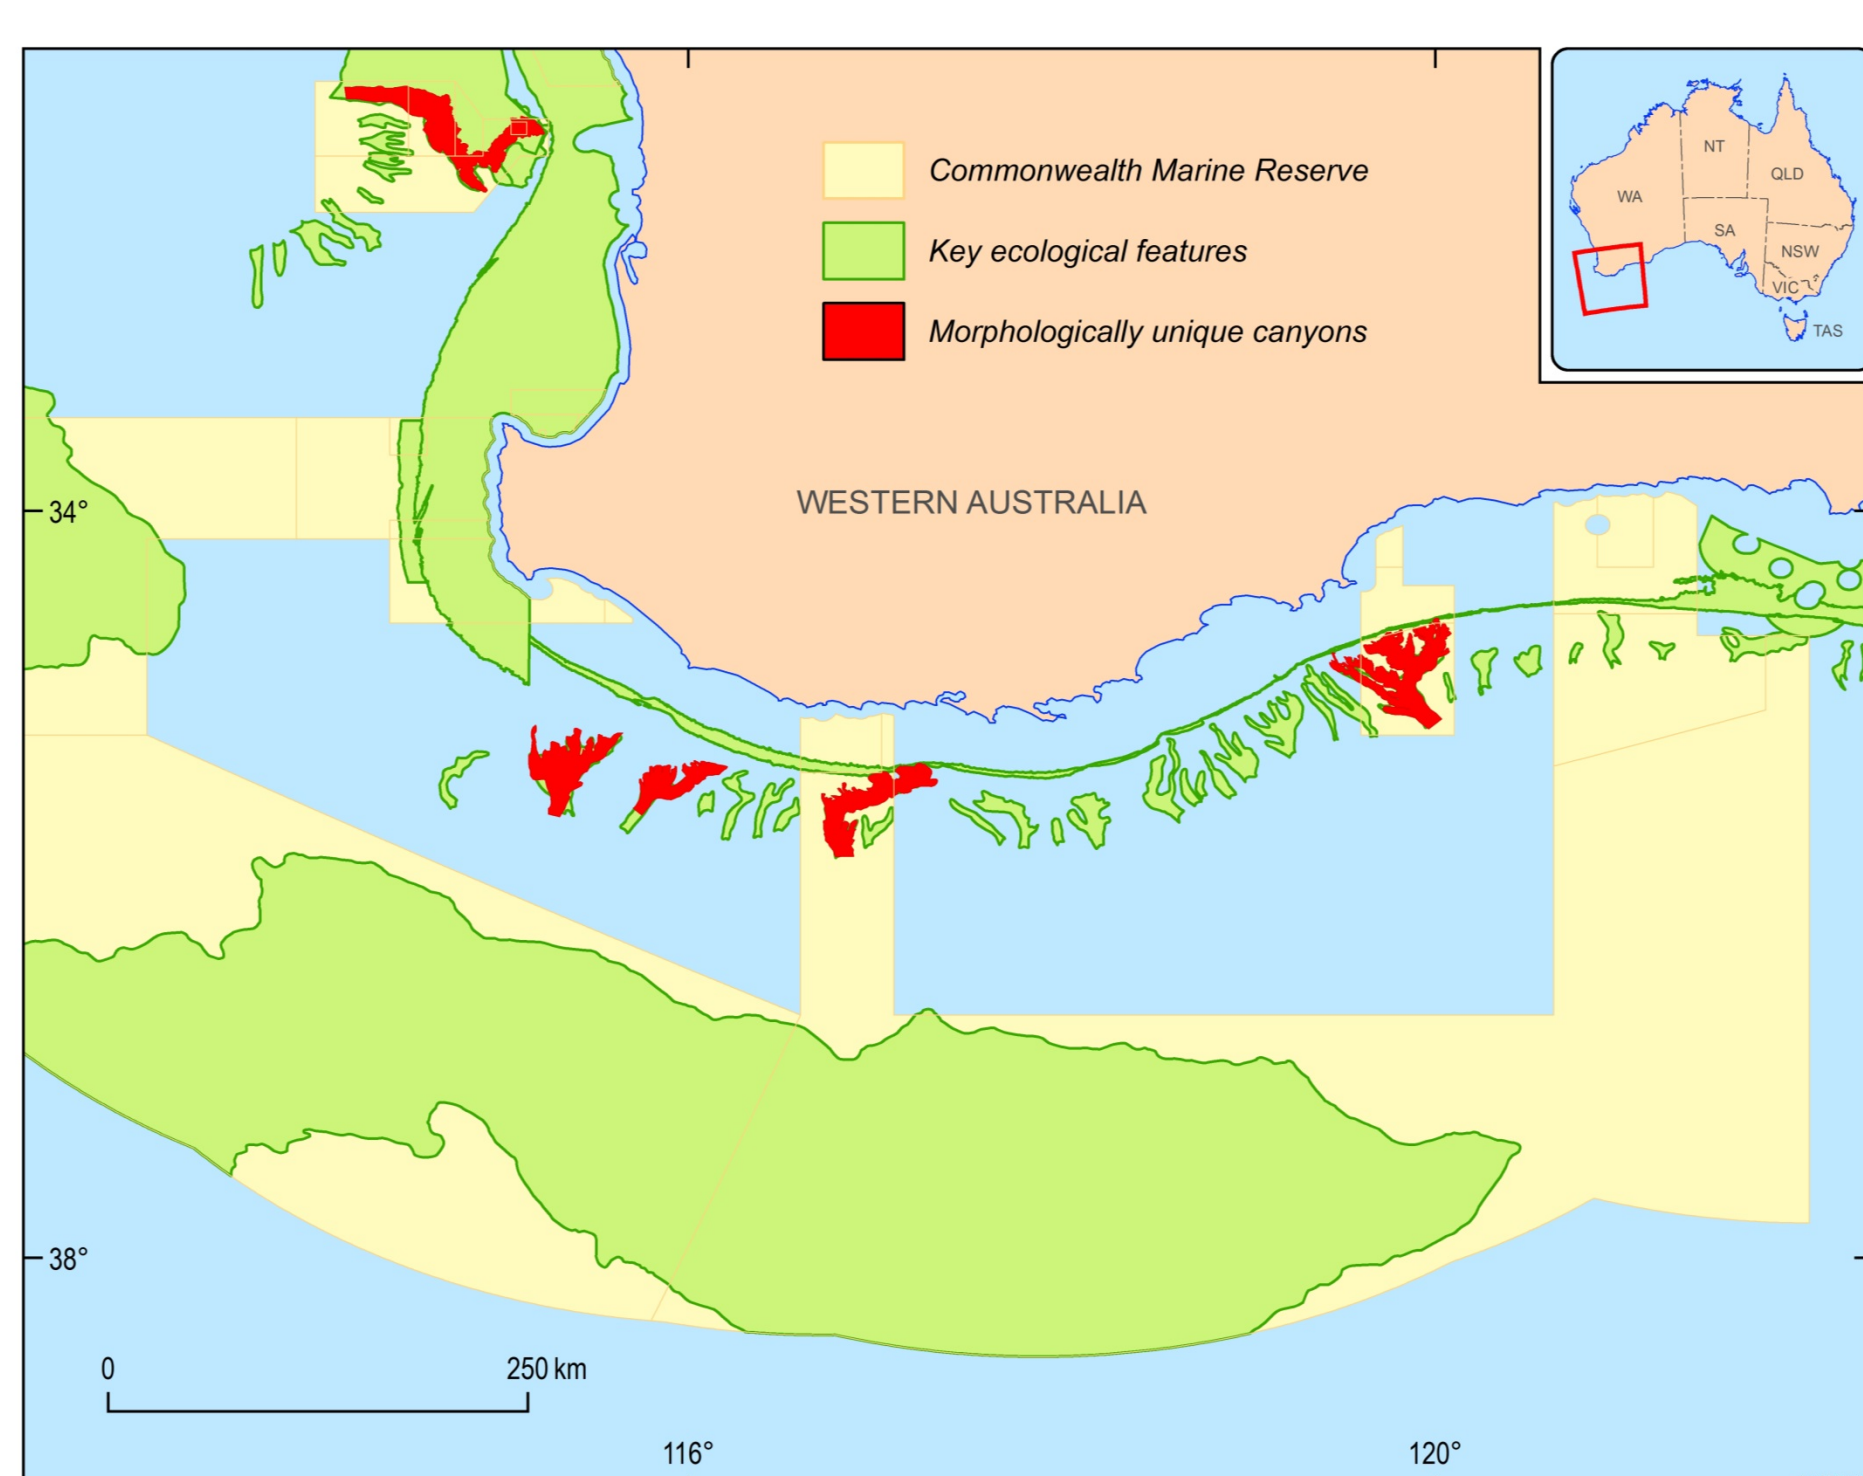 Commonwealth Marine Reserve
Key ecological features
Morphologically unique canyons
NT
QLD
WA
SA
NSW
VIC
TAS
WESTERN AUSTRALIA
34°
38°
0 250 km
116° 120°